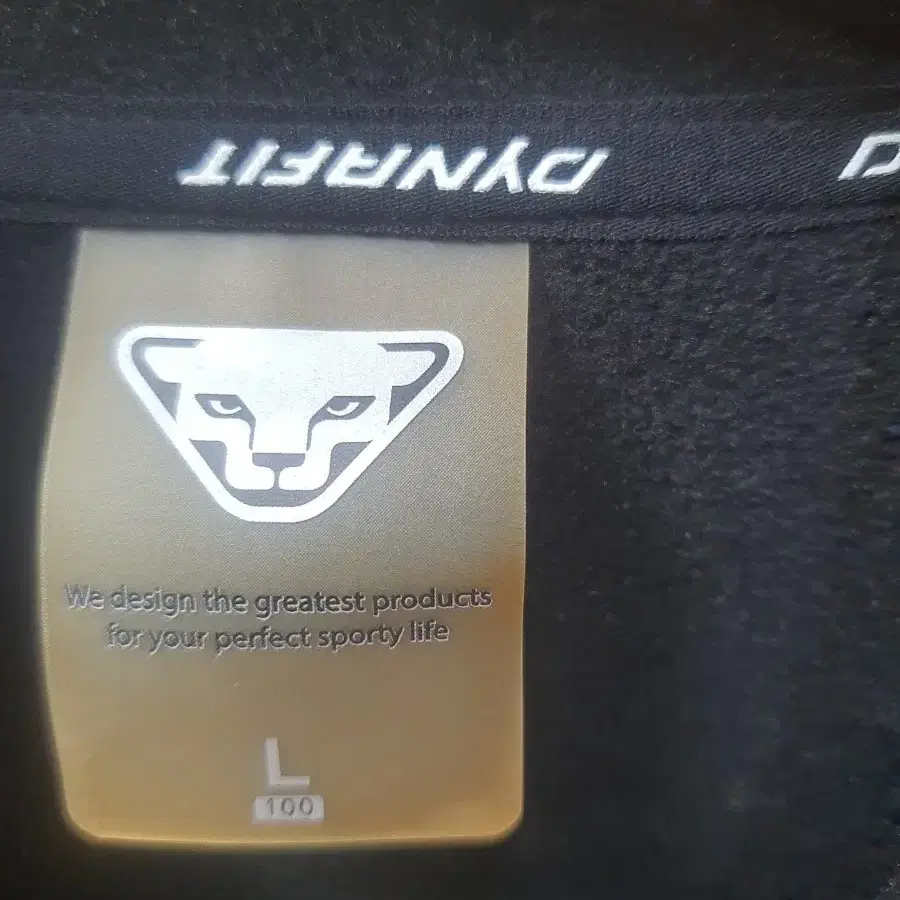 DYNAFIT
We design the greatest products
for your perfect sporty life
L
100